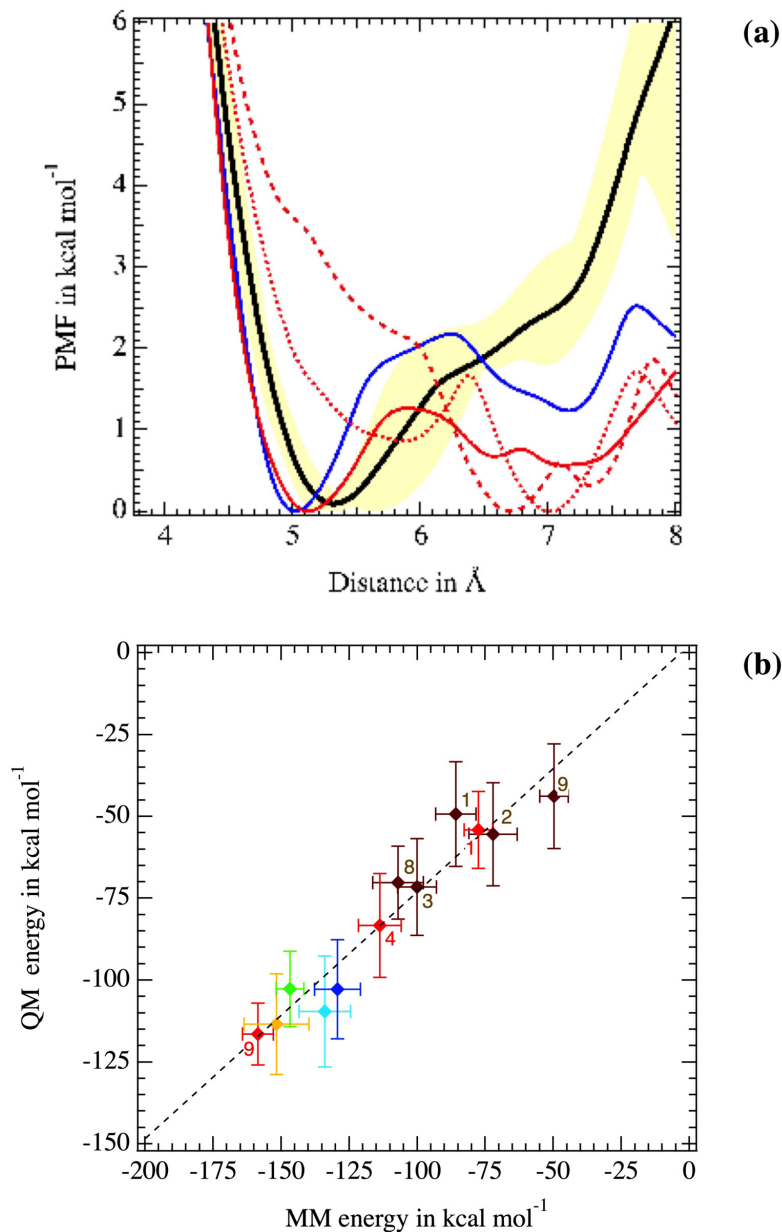 (a)
6
5
4
3
2
1
0
PMF in kcal mol-1
4 5 6 7 8
Distance in Å
(b)
0
-25
-50
-75
-100
-125
-150
QM energy in kcal mol-1
1
9
2
1
8
3
4
9
-200 -175 -150 -125 -100 -75 -50 -25 0
MM energy in kcal mol-1